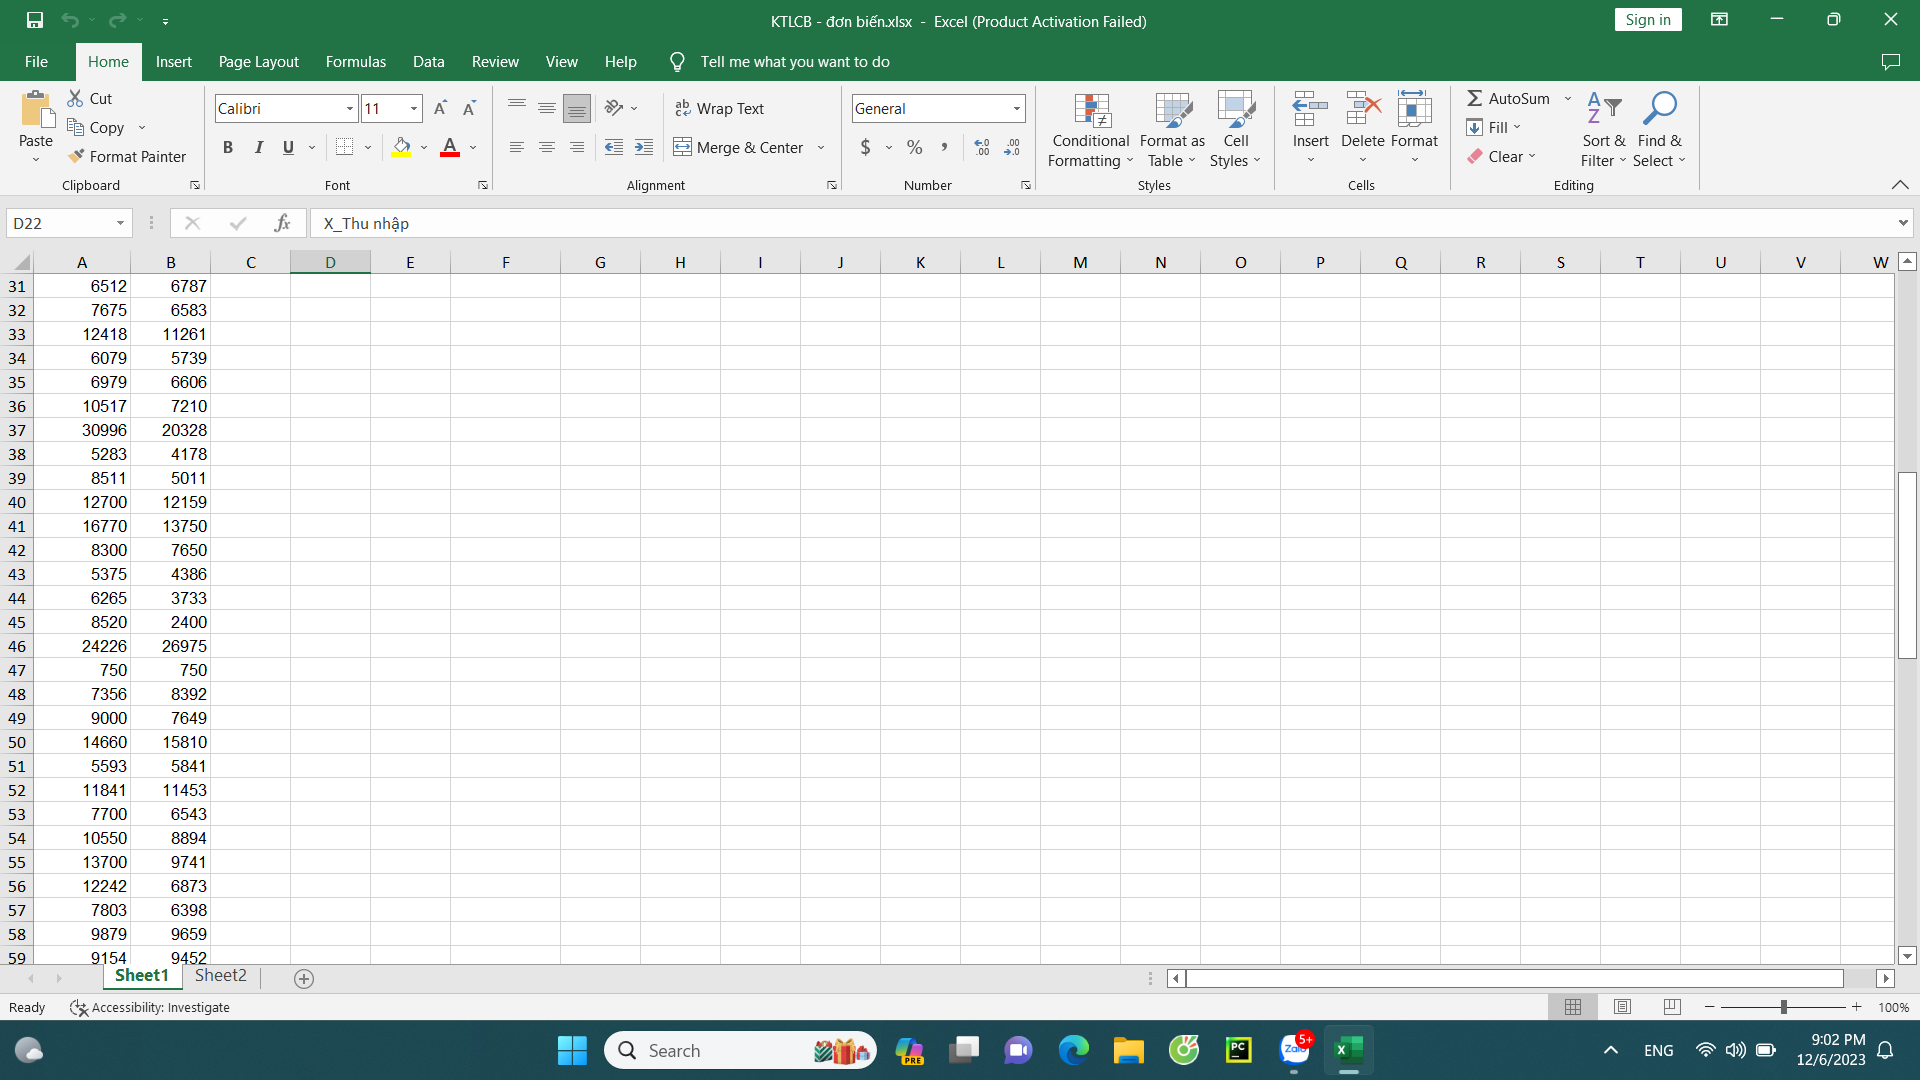 KTLCB - đơn biến.xlsx - Excel (Product Activation Failed)
Sign in
File Home Insert Page Layout Formulas Data Review View Help Tell me what you want to do
Paste
Cut
Copy
Format Painter
Clipboard
Calibri 11
B I U
Font
Wrap Text
Merge & Center
Alignment
General
$ % ,
Number
Conditional Formatting
Format as Table
Cell Styles
Styles
Insert Delete Format
Cells
AutoSum
Fill
Clear
Sort & Filter
Find & Select
Editing
D22 fx X_Thu nhập
A B C D E F G H I J K L M N O P Q R S T U V W
31 6512 6787
32 7675 6583
33 12418 11261
34 6079 5739
35 6979 6606
36 10517 7210
37 30996 20328
38 5283 4178
39 8511 5011
40 12700 12159
41 16770 13750
42 8300 7650
43 5375 4386
44 6265 3733
45 8520 2400
46 24226 26975
47 750 750
48 7356 8392
49 9000 7649
50 14660 15810
51 5593 5841
52 11841 11453
53 7700 6543
54 10550 8894
55 13700 9741
56 12242 6873
57 7803 6398
58 9879 9659
59 9154 9452
Sheet1 Sheet2
Ready Accessibility: Investigate 100%
Search
PRE
PC
Zalo
5+
ENG
9:02 PM
12/6/2023